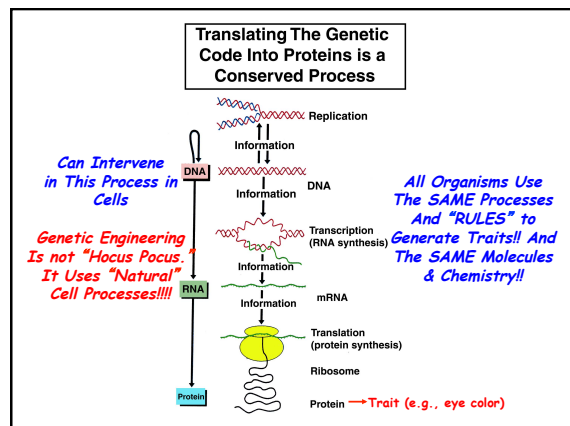 Translating The Genetic
Code Into Proteins is a
Conserved Process
Replication
Information
Can Intervene
in This Process in
Cells
DNA
Information
DNA
All Organisms Use
The SAME Processes
And “RULES” to
Generate Traits!! And
The SAME Molecules
& Chemistry!!
Genetic Engineering
Is not “Hocus Pocus.”
It Uses “Natural”
Cell Processes!!!!
Transcription
(RNA synthesis)
Information
RNA
mRNA
Information
Translation
(protein synthesis)
Ribosome
Protein
Protein
Trait (e.g., eye color)